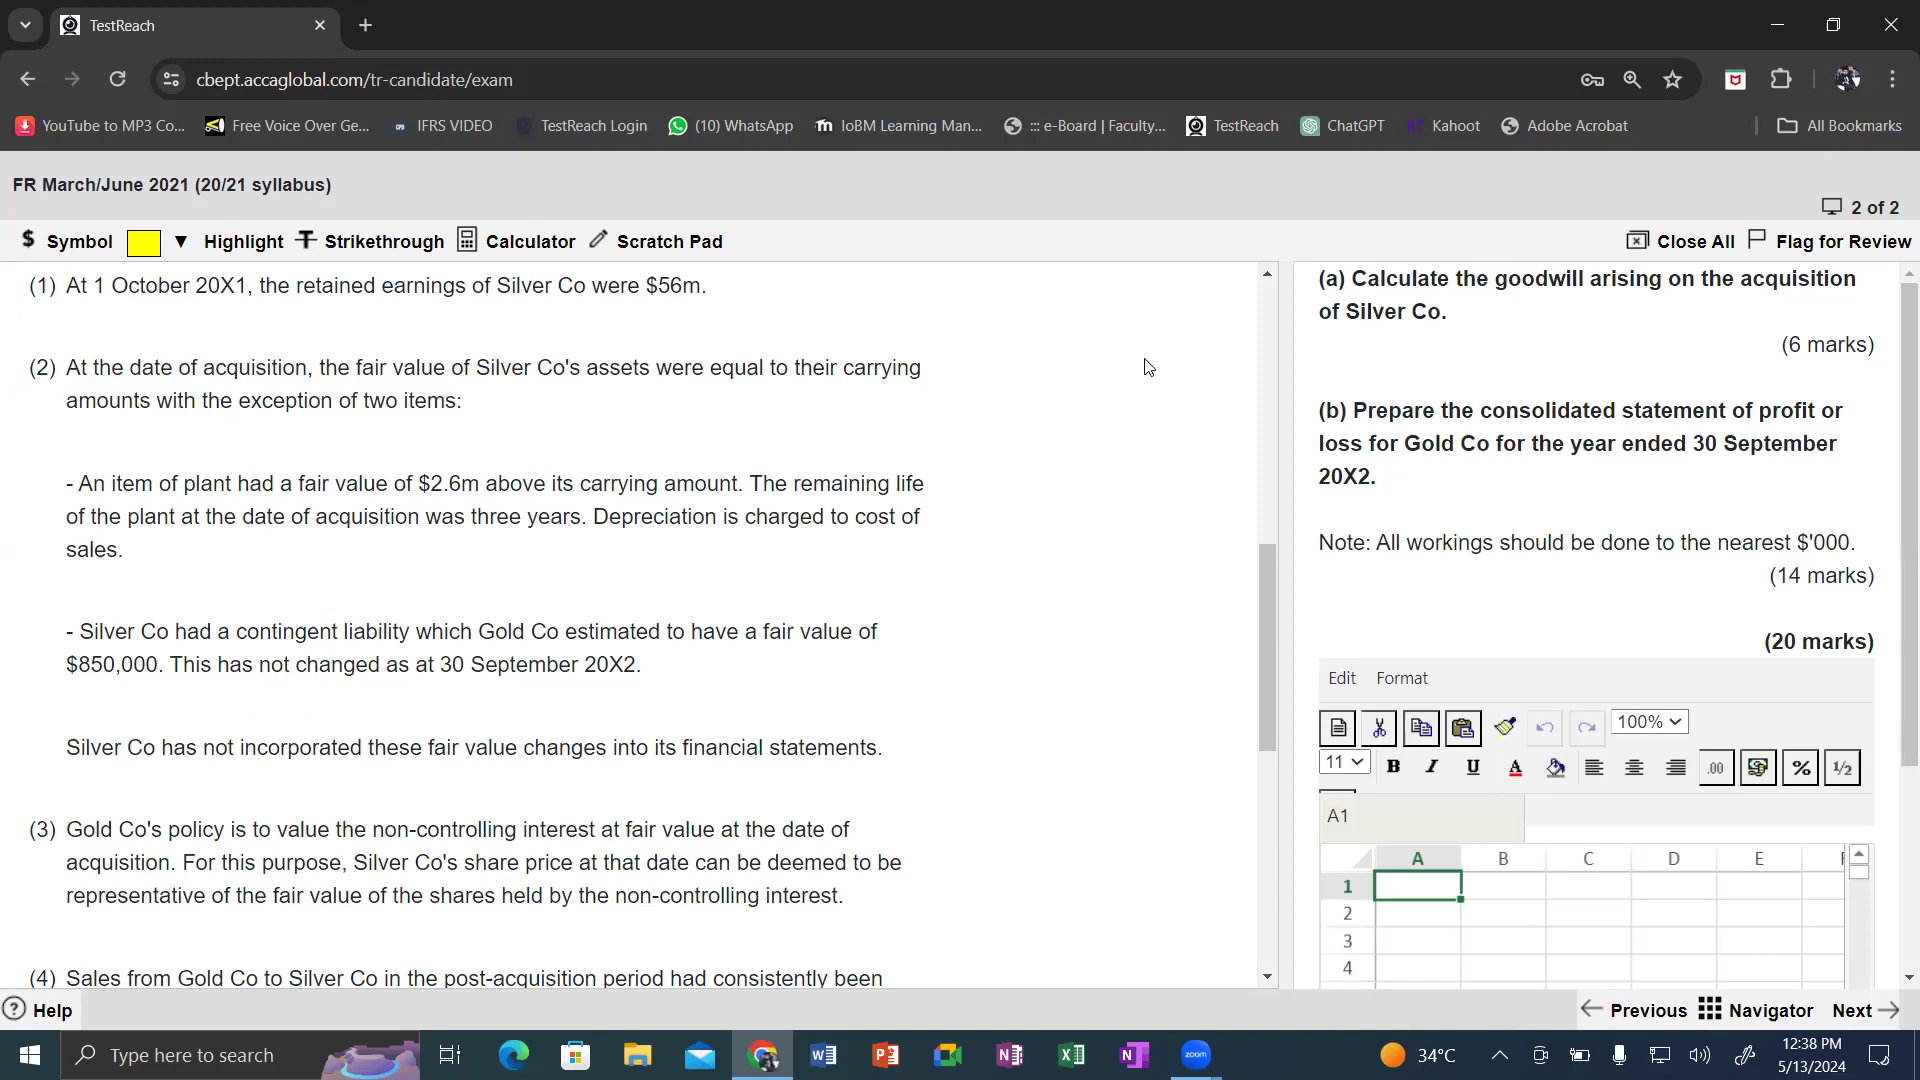 TestReach
cbept.accaglobal.com/tr-candidate/exam
YouTube to MP3 Co... Free Voice Over Ge... IFRS VIDEO TestReach Login (10) WhatsApp IoBM Learning Man... ::: e-Board | Faculty... TestReach ChatGPT Kahoot Adobe Acrobat All Bookmarks
FR March/June 2021 (20/21 syllabus)
2 of 2
$ Symbol Highlight Strikethrough Calculator Scratch Pad Close All Flag for Review
(1) At 1 October 20X1, the retained earnings of Silver Co were $56m.
(2) At the date of acquisition, the fair value of Silver Co's assets were equal to their carrying
amounts with the exception of two items:
- An item of plant had a fair value of $2.6m above its carrying amount. The remaining life
of the plant at the date of acquisition was three years. Depreciation is charged to cost of
sales.
- Silver Co had a contingent liability which Gold Co estimated to have a fair value of
$850,000. This has not changed as at 30 September 20X2.
Silver Co has not incorporated these fair value changes into its financial statements.
(3) Gold Co's policy is to value the non-controlling interest at fair value at the date of
acquisition. For this purpose, Silver Co's share price at that date can be deemed to be
representative of the fair value of the shares held by the non-controlling interest.
(4) Sales from Gold Co to Silver Co in the post-acquisition period had consistently been
(a) Calculate the goodwill arising on the acquisition
of Silver Co.
(6 marks)
(b) Prepare the consolidated statement of profit or
loss for Gold Co for the year ended 30 September
20X2.
Note: All workings should be done to the nearest $'000.
(14 marks)
(20 marks)
Edit Format
100%
11 B I U A .00 % 1/2
A1
A B C D E
1
2
3
4
Help
Previous Navigator Next
Type here to search
zoom
34°C
12:38 PM
5/13/2024